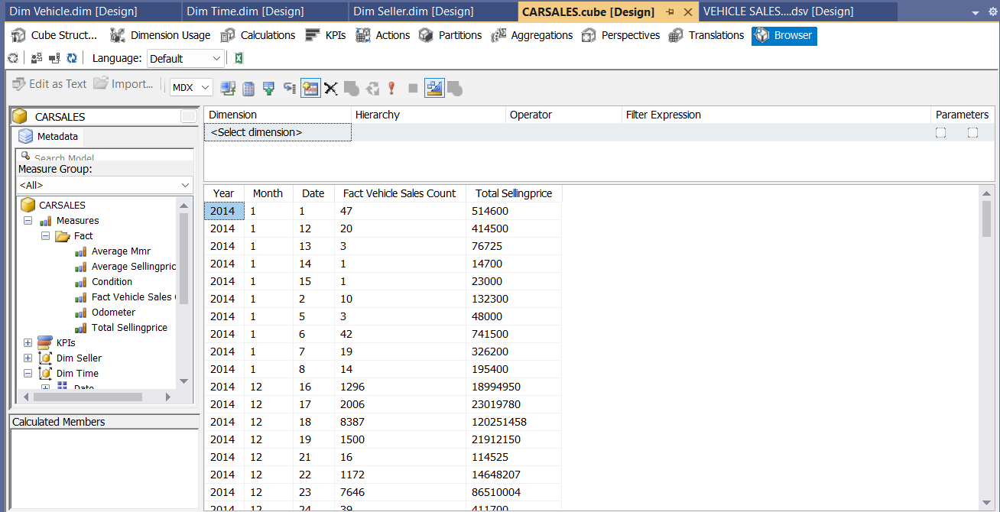 Dim Vehicle.dim [Design] Dim Time.dim [Design] Dim Seller.dim [Design] CARSALES.cube [Design] VEHICLE SALES....dsv [Design]
Cube Struct... Dimension Usage Calculations KPIs Actions Partitions Aggregations Perspectives Translations Browser
Language: Default
Edit as Text Import... MDX
CARSALES
Metadata
Search Model
Measure Group:
<All>
CARSALES
Measures
Fact
Average Mmr
Average Sellingpric
Condition
Fact Vehicle Sales
Odometer
Total Sellingprice
KPIs
Dim Seller
Dim Time
Date
Calculated Members
Dimension Hierarchy Operator Filter Expression Parameters
<Select dimension>
Year Month Date Fact Vehicle Sales Count Total Sellingprice
2014 1 1 47 514600
2014 1 12 20 414500
2014 1 13 3 76725
2014 1 14 1 14700
2014 1 15 1 23000
2014 1 2 10 132300
2014 1 5 3 48000
2014 1 6 42 741500
2014 1 7 19 326200
2014 1 8 14 195400
2014 12 16 1296 18994950
2014 12 17 2006 23019780
2014 12 18 8387 120251458
2014 12 19 1500 21912150
2014 12 21 16 114525
2014 12 22 1172 14648207
2014 12 23 7646 86510004
2014 12 24 39 411700